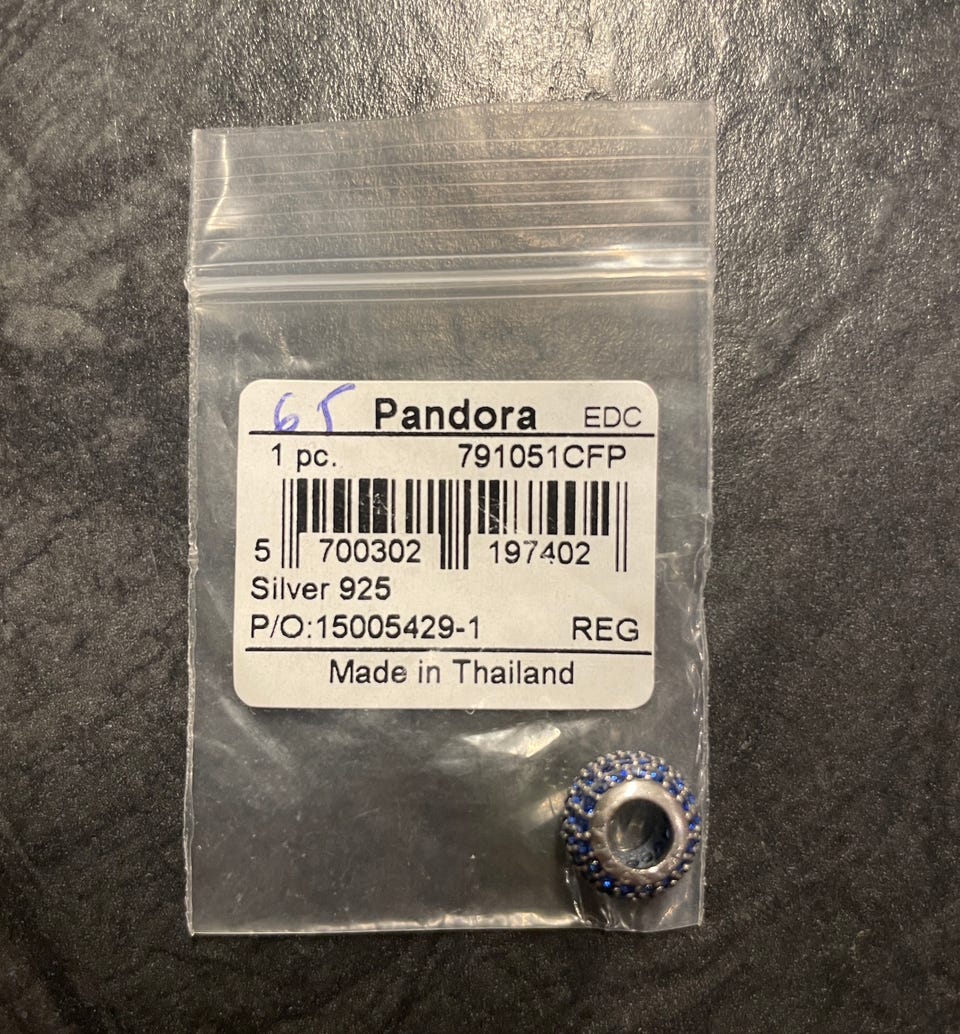 65 Pandora EDC
1 pc. 791051CFP
5 700302 197402
Silver 925
P/O:15005429-1 REG
Made in Thailand